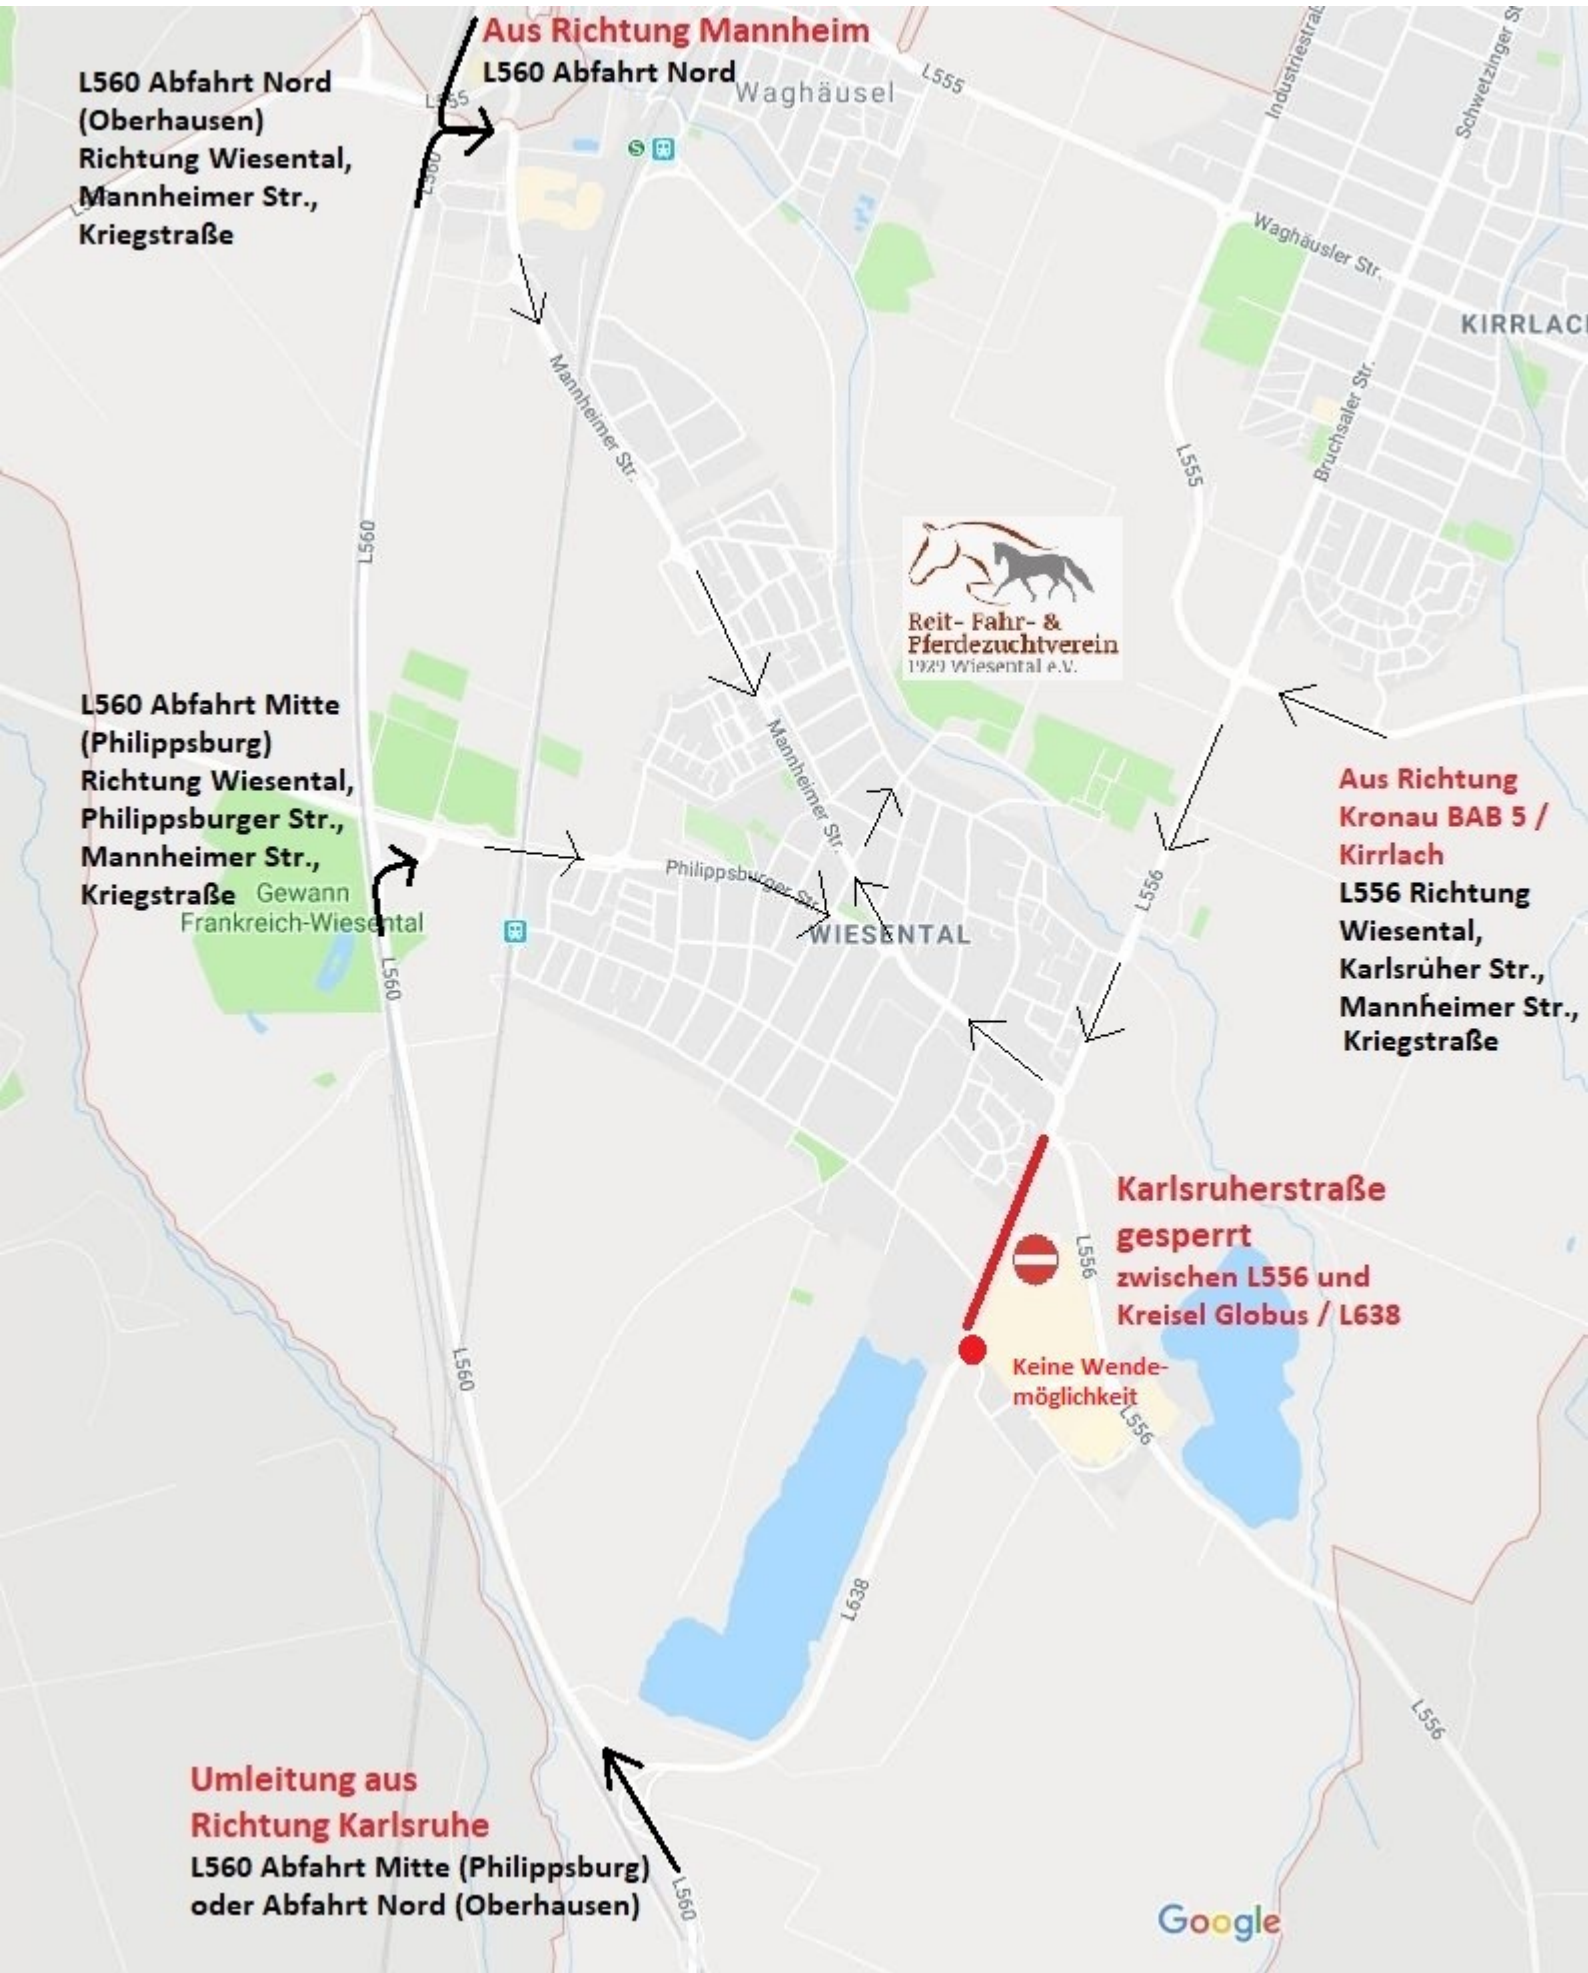 Aus Richtung Mannheim
L560 Abfahrt Nord
L560 Abfahrt Nord
(Oberhausen)
Richtung Wiesental,
Mannheimer Str.,
Kriegstraße
L555
Waghäusel
L555
Industriestraß
Schwetzinger St
L560
S
Waghäusler Str.
KIRRLAC
Mannheimer Str.
Bruchsaler Str.
L555
L560
Reit- Fahr- &
Pferdezuchtverein
1929 Wiesental e.V.
L560 Abfahrt Mitte
(Philippsburg)
Richtung Wiesental,
Philippsburger Str.,
Mannheimer Str.,
Kriegstraße
Gewann
Frankreich-Wiesental
Mannheimer Str.
Philippsburger Str.
WIESENTAL
L556
Aus Richtung
Kronau BAB 5 /
Kirrlach
L556 Richtung
Wiesental,
Karlsruher Str.,
Mannheimer Str.,
Kriegstraße
L560
Karlsruherstraße
gesperrt
zwischen L556 und
Kreisel Globus / L638
L556
Keine Wende-
möglichkeit
L556
L560
L638
L556
Umleitung aus
Richtung Karlsruhe
L560 Abfahrt Mitte (Philippsburg)
oder Abfahrt Nord (Oberhausen)
L560
Google